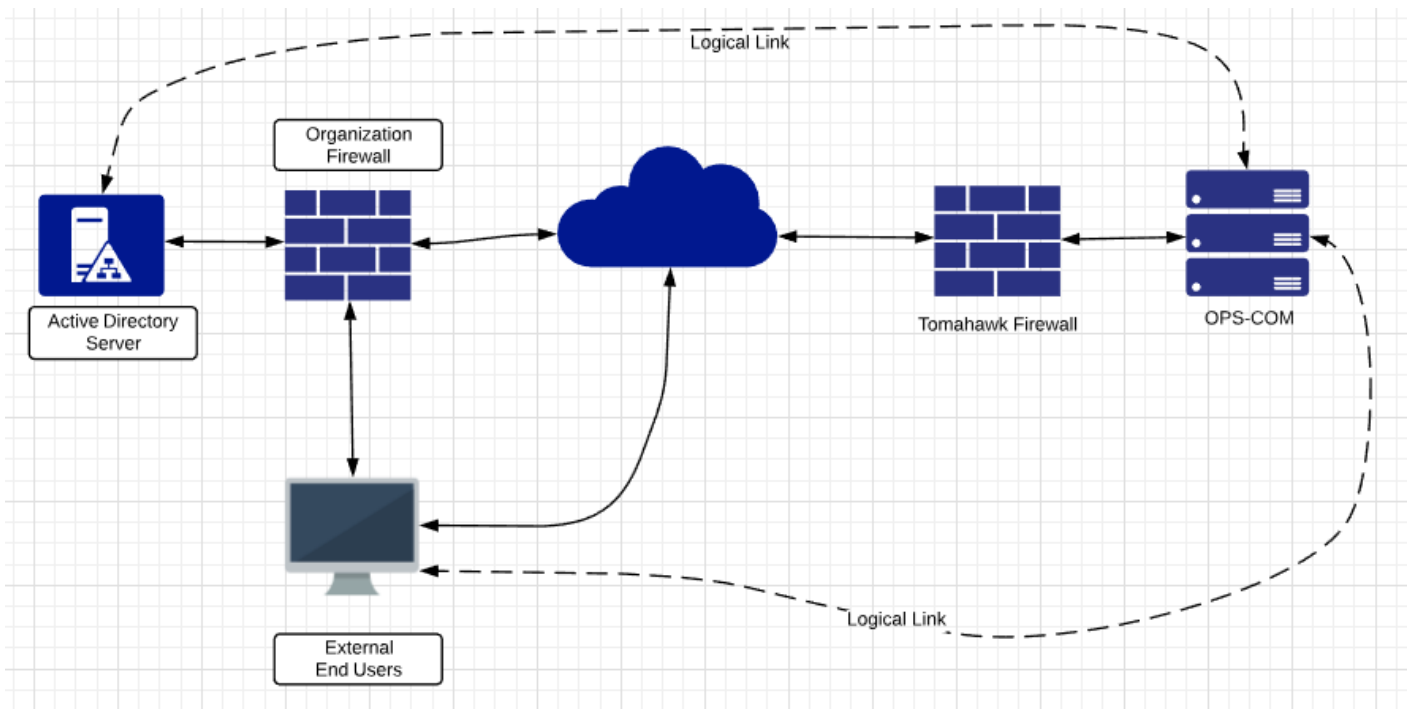 Logical Link
Organization
Firewall
Active Directory
Server
Tomahawk Firewall
OPS-COM
Logical Link
External
End Users